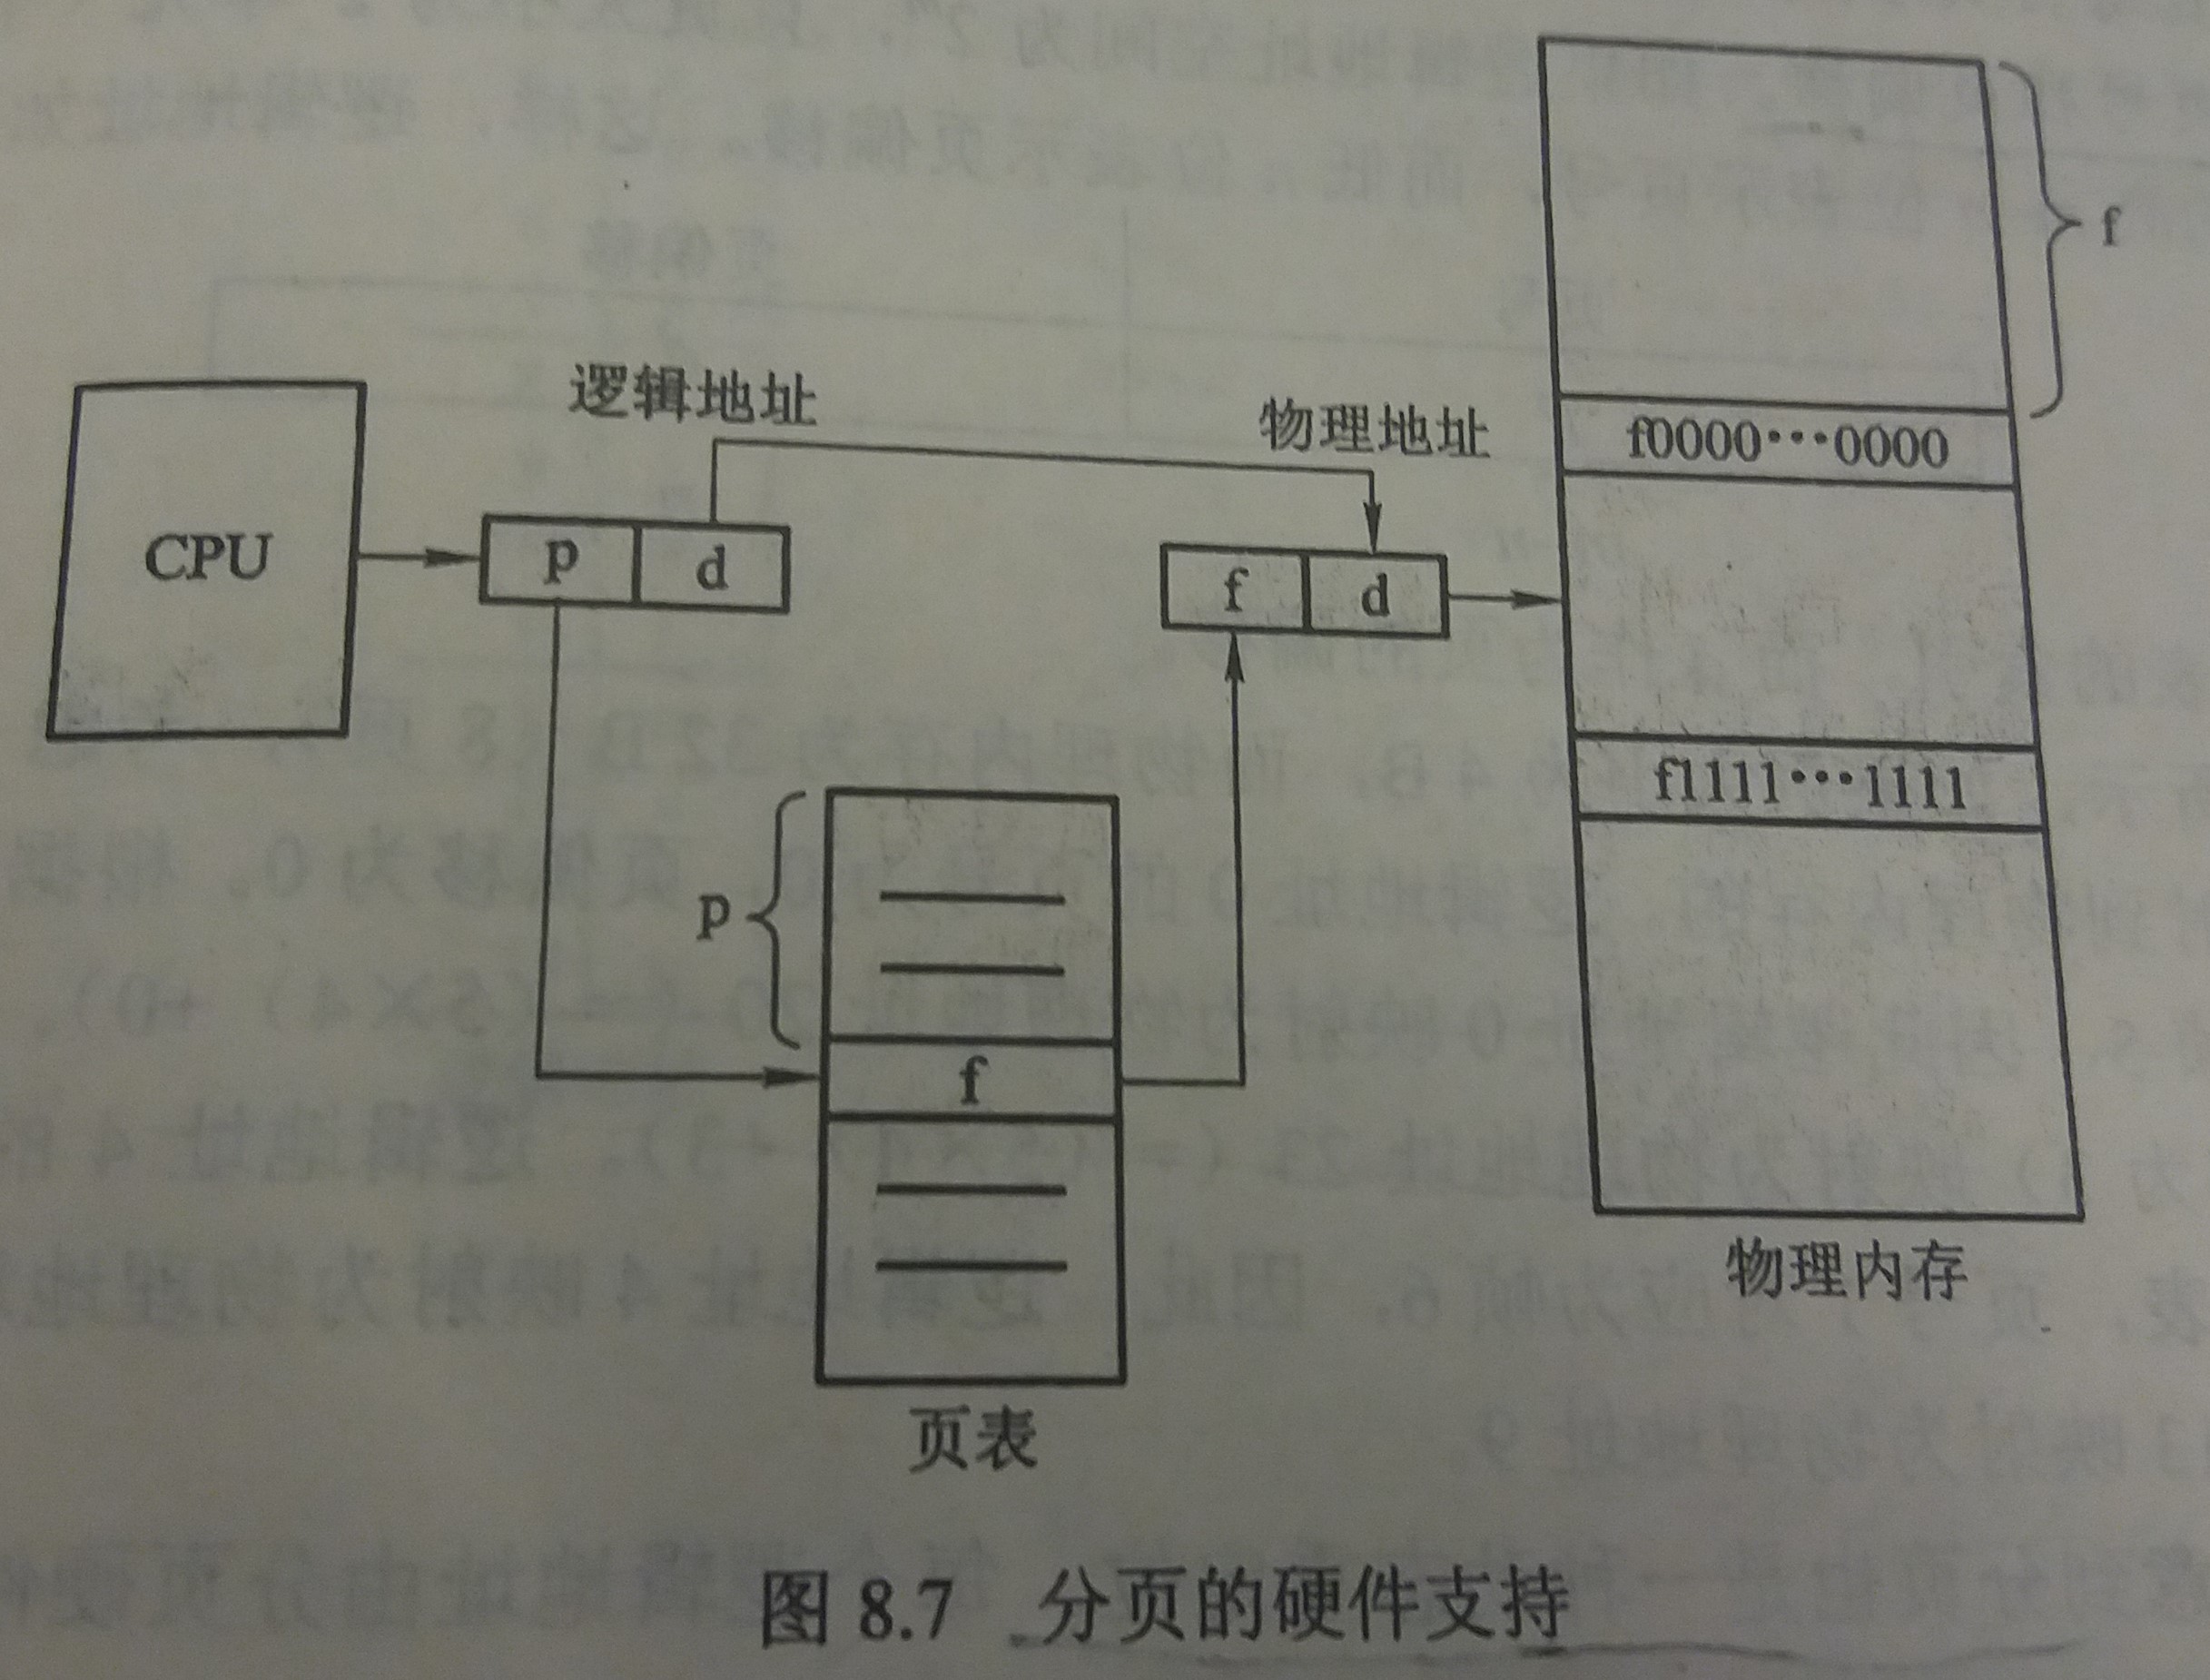 f
逻辑地址
物理地址
f0000···0000
CPU
p d
f d
f1111···1111
p
f
物理内存
页表
图 8.7 分页的硬件支持